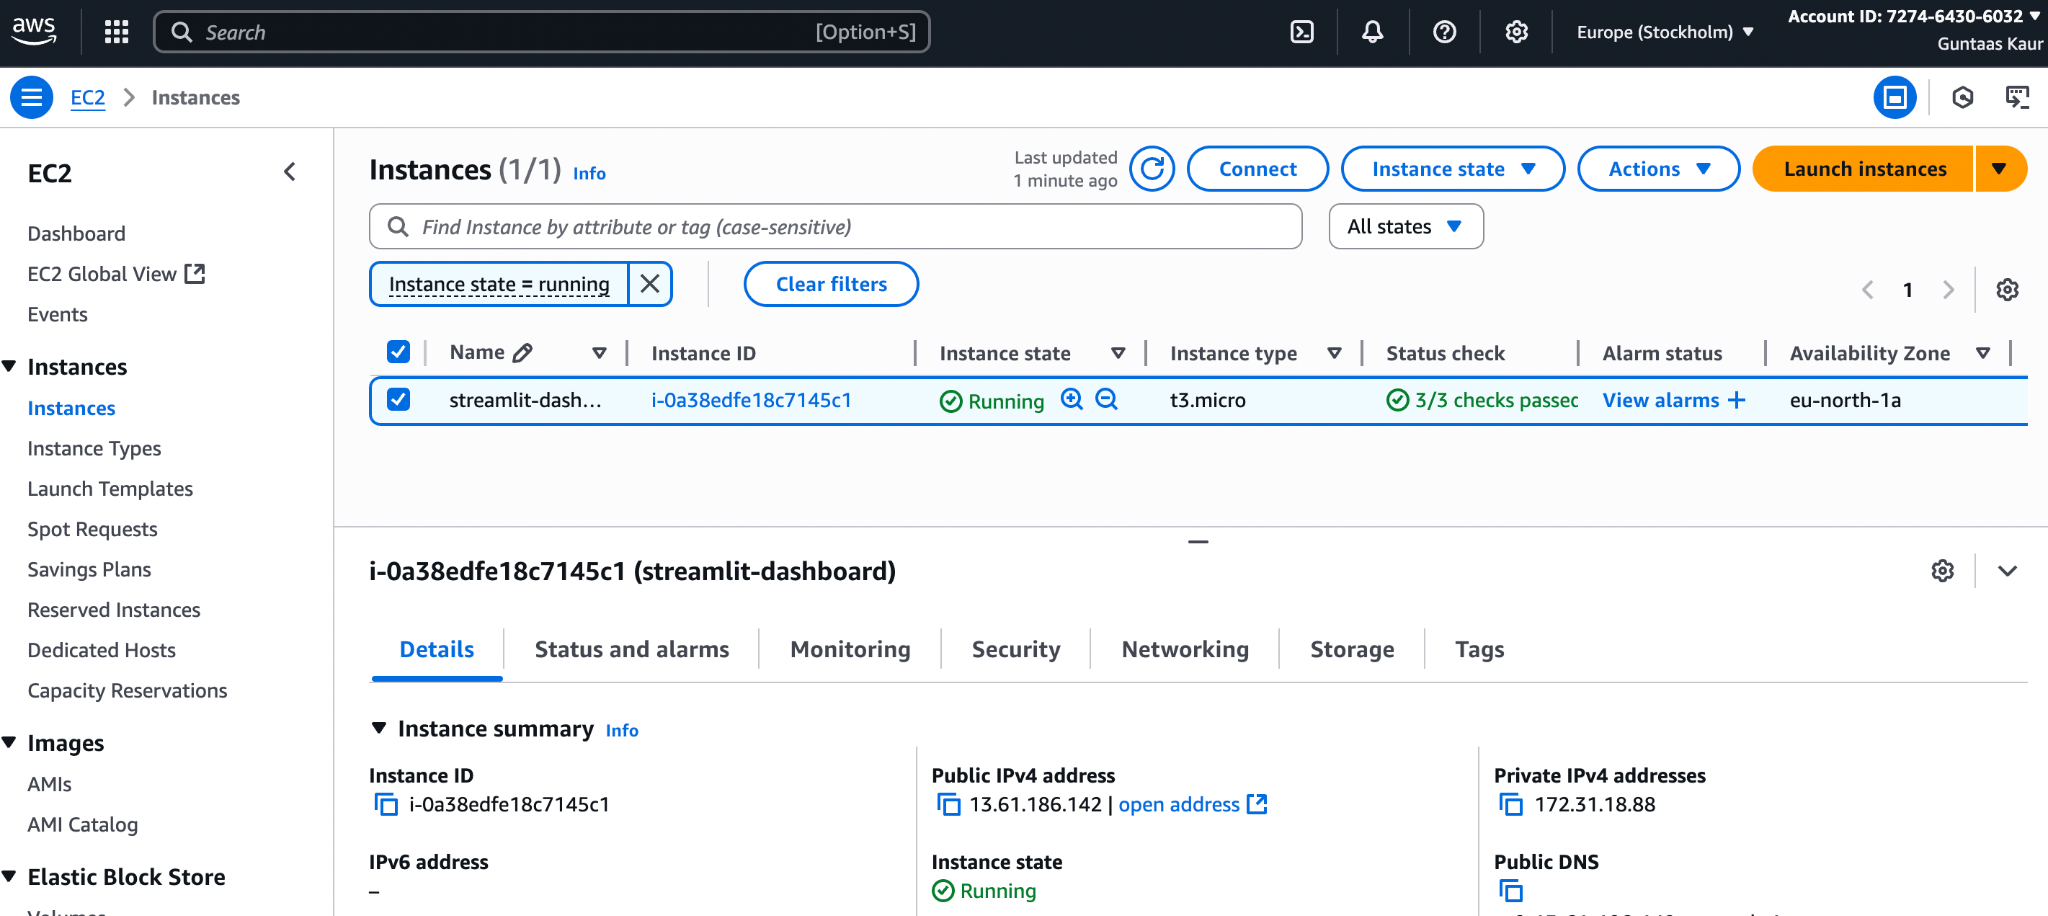 aws
Search [Option+S]
Europe (Stockholm)
Account ID: 7274-6430-6032
Guntaas Kaur
EC2 > Instances
EC2
Dashboard
EC2 Global View
Events
Instances
Instances
Instance Types
Launch Templates
Spot Requests
Savings Plans
Reserved Instances
Dedicated Hosts
Capacity Reservations
Images
AMIs
AMI Catalog
Elastic Block Store
Volumes
Instances (1/1) Info
Last updated
1 minute ago
Connect
Instance state
Actions
Launch instances
Find Instance by attribute or tag (case-sensitive)
All states
Instance state = running
Clear filters
1
Name Instance ID Instance state Instance type Status check Alarm status Availability Zone
streamlit-dash... i-0a38edfe18c7145c1 Running t3.micro 3/3 checks passed View alarms + eu-north-1a
i-0a38edfe18c7145c1 (streamlit-dashboard)
Details Status and alarms Monitoring Security Networking Storage Tags
Instance summary Info
Instance ID
i-0a38edfe18c7145c1
Public IPv4 address
13.61.186.142 | open address
Private IPv4 addresses
172.31.18.88
IPv6 address
–
Instance state
Running
Public DNS